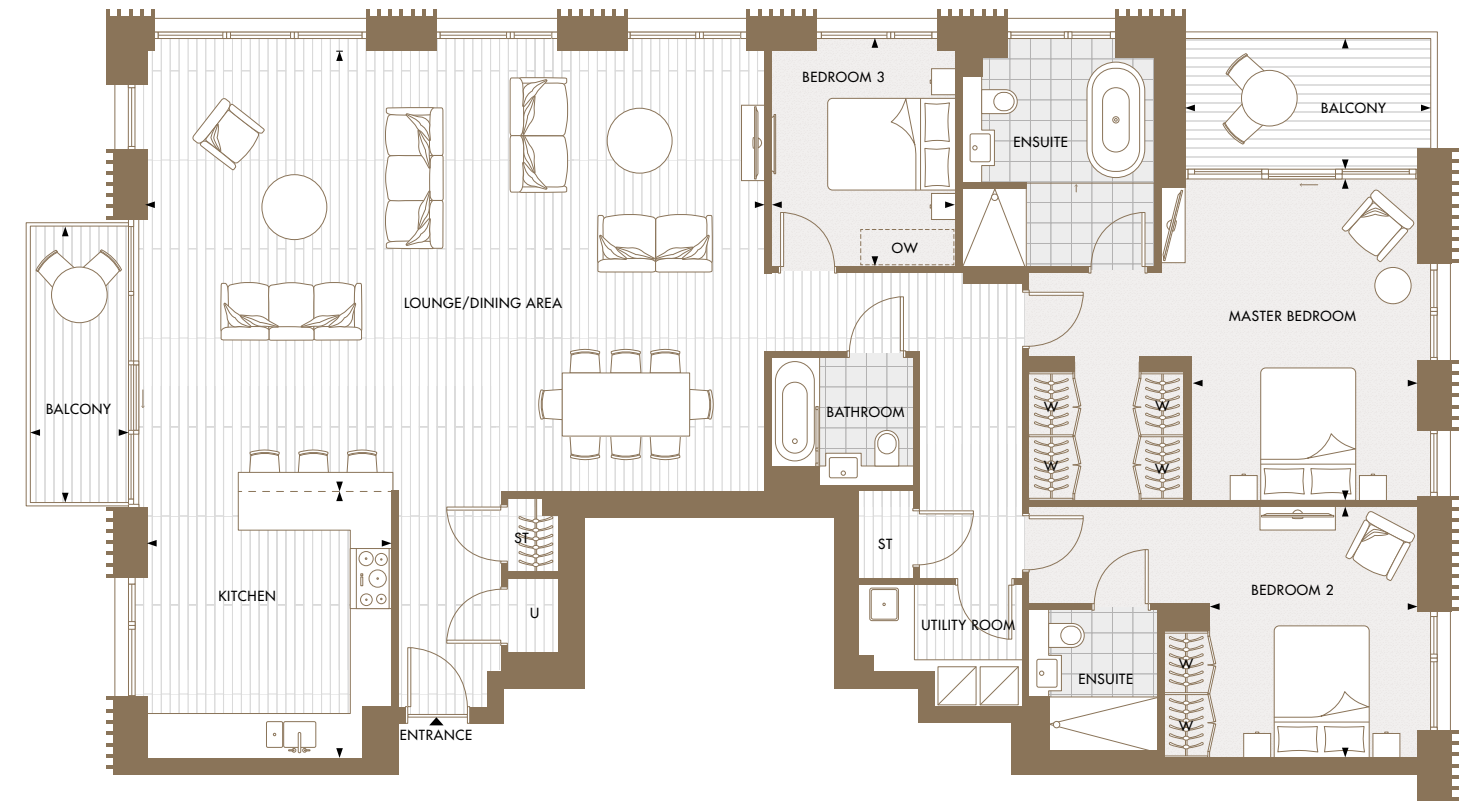 BEDROOM 3
BALCONY
ENSUITE
OW
LOUNGE/DINING AREA
MASTER BEDROOM
BALCONY
BATHROOM
W
W
W
W
ST
ST
KITCHEN
U
UTILITY ROOM
BEDROOM 2
ENSUITE
W
W
ENTRANCE